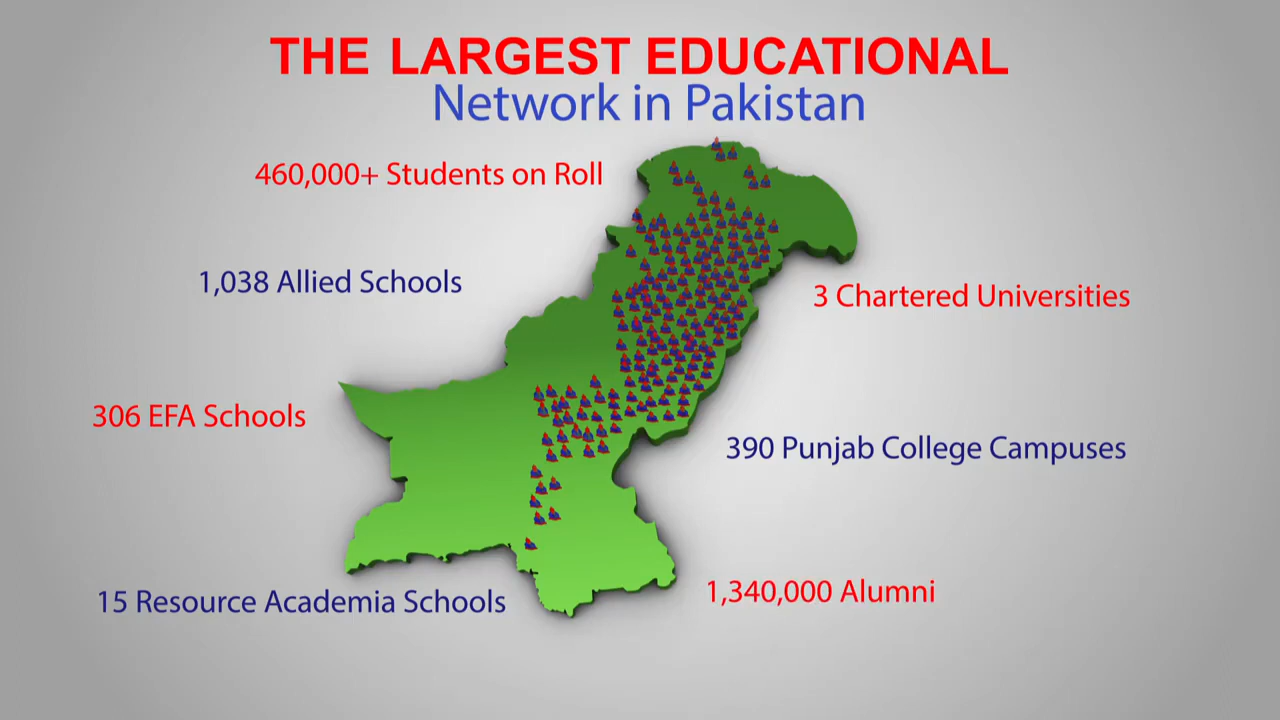 THE LARGEST EDUCATIONAL
Network in Pakistan
460,000+ Students on Roll
1,038 Allied Schools
3 Chartered Universities
306 EFA Schools
390 Punjab College Campuses
15 Resource Academia Schools
1,340,000 Alumni